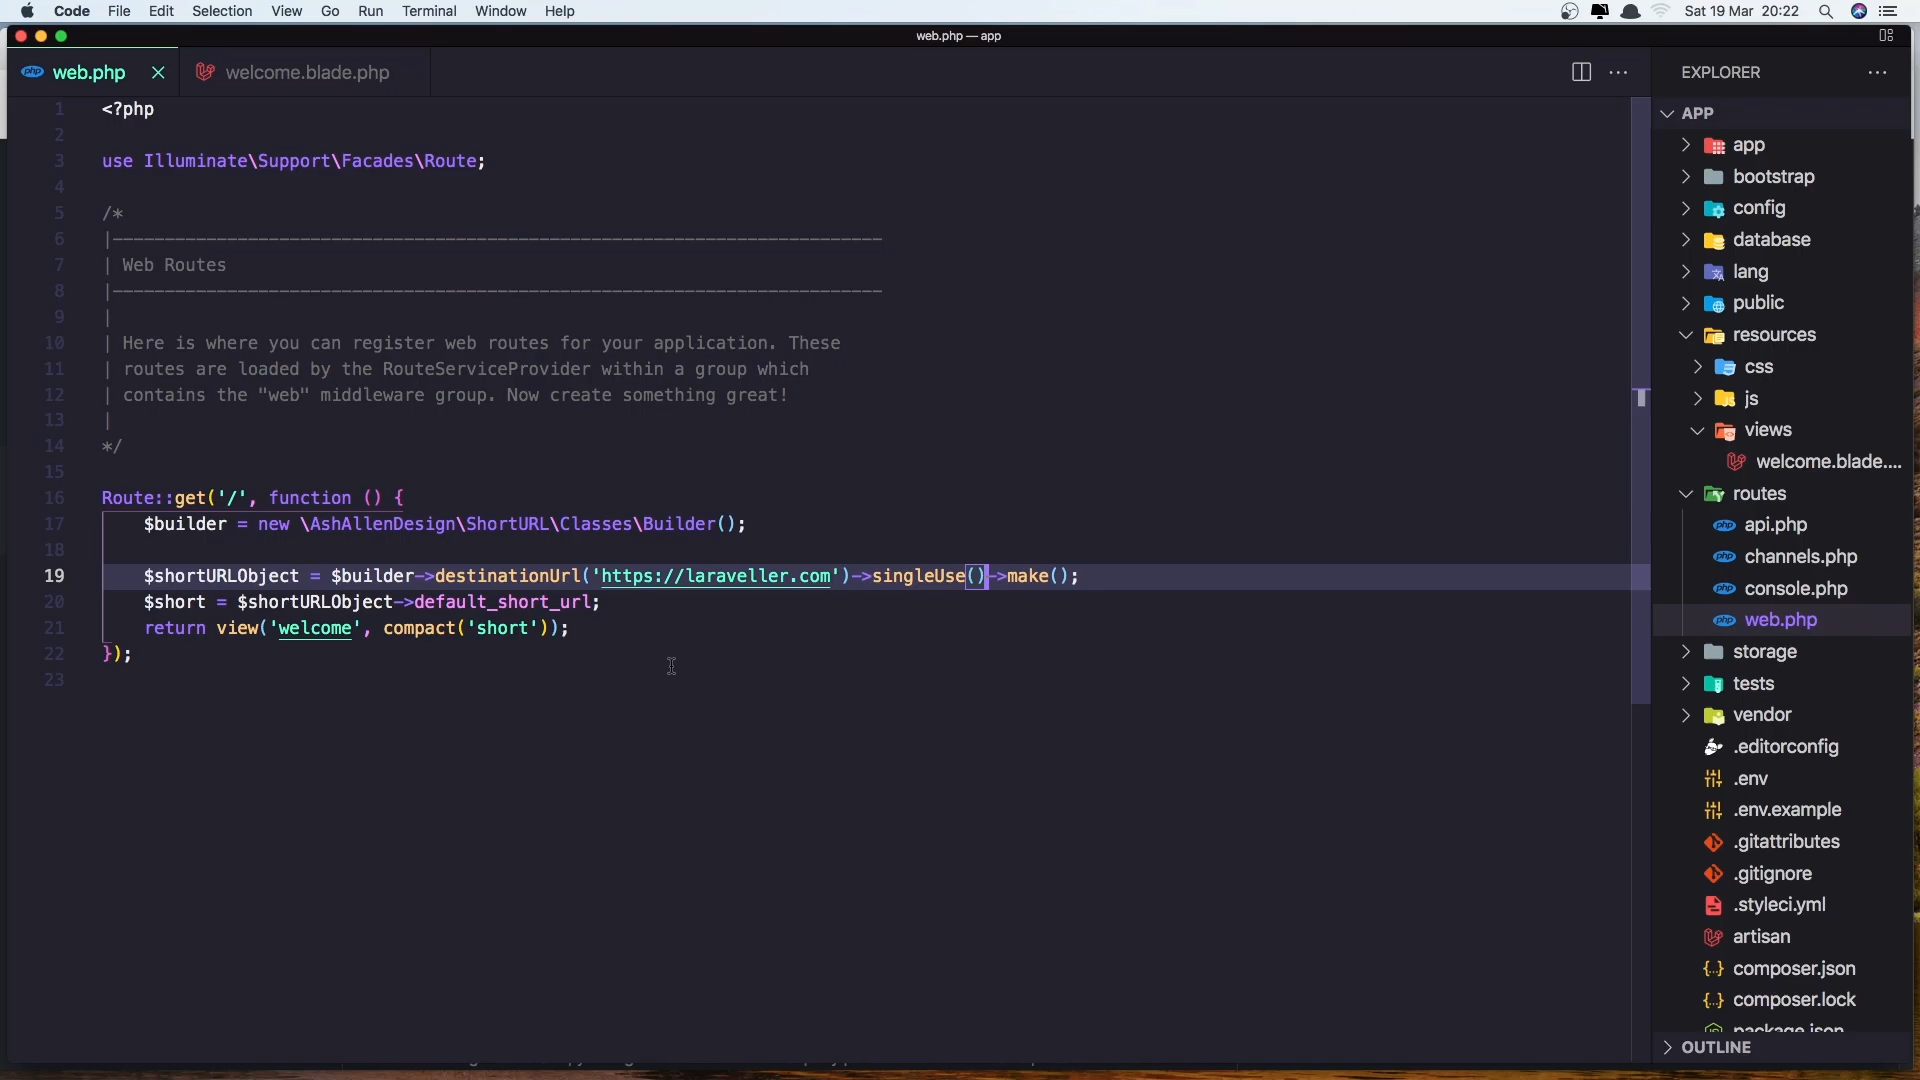 Code File Edit Selection View Go Run Terminal Window Help Sat 19 Mar 20:22
web.php — app
php web.php welcome.blade.php EXPLORER
APP
1 <?php
2
3 use Illuminate\Support\Facades\Route;
4
5 /*
6 |--------------------------------------------------------------------------
7 | Web Routes
8 |--------------------------------------------------------------------------
9 |
10 | Here is where you can register web routes for your application. These
11 | routes are loaded by the RouteServiceProvider within a group which
12 | contains the "web" middleware group. Now create something great!
13 |
14 */
15
16 Route::get('/', function () {
17 $builder = new \AshAllenDesign\ShortURL\Classes\Builder();
18
19 $shortURLObject = $builder->destinationUrl('https://laraveller.com')->singleUse()->make();
20 $short = $shortURLObject->default_short_url;
21 return view('welcome', compact('short'));
22 });
23
app
bootstrap
config
database
lang
public
resources
css
js
views
welcome.blade....
routes
php api.php
php channels.php
php console.php
php web.php
storage
tests
vendor
.editorconfig
.env
.env.example
.gitattributes
.gitignore
.styleci.yml
artisan
composer.json
composer.lock
package.json
OUTLINE